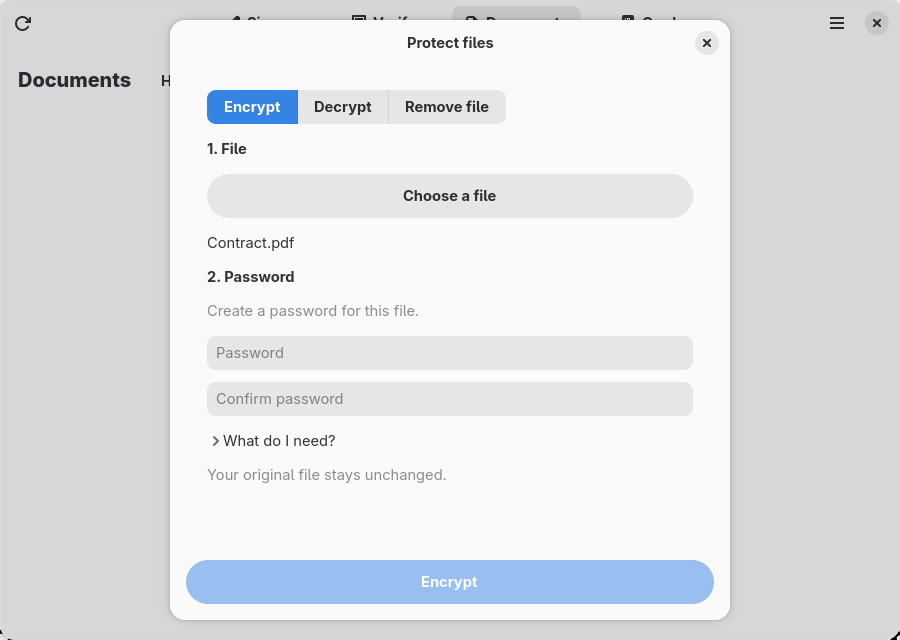 Protect files
Documents
Encrypt
Decrypt
Remove file
1. File
Choose a file
Contract.pdf
2. Password
Create a password for this file.
Password
Confirm password
What do I need?
Your original file stays unchanged.
Encrypt